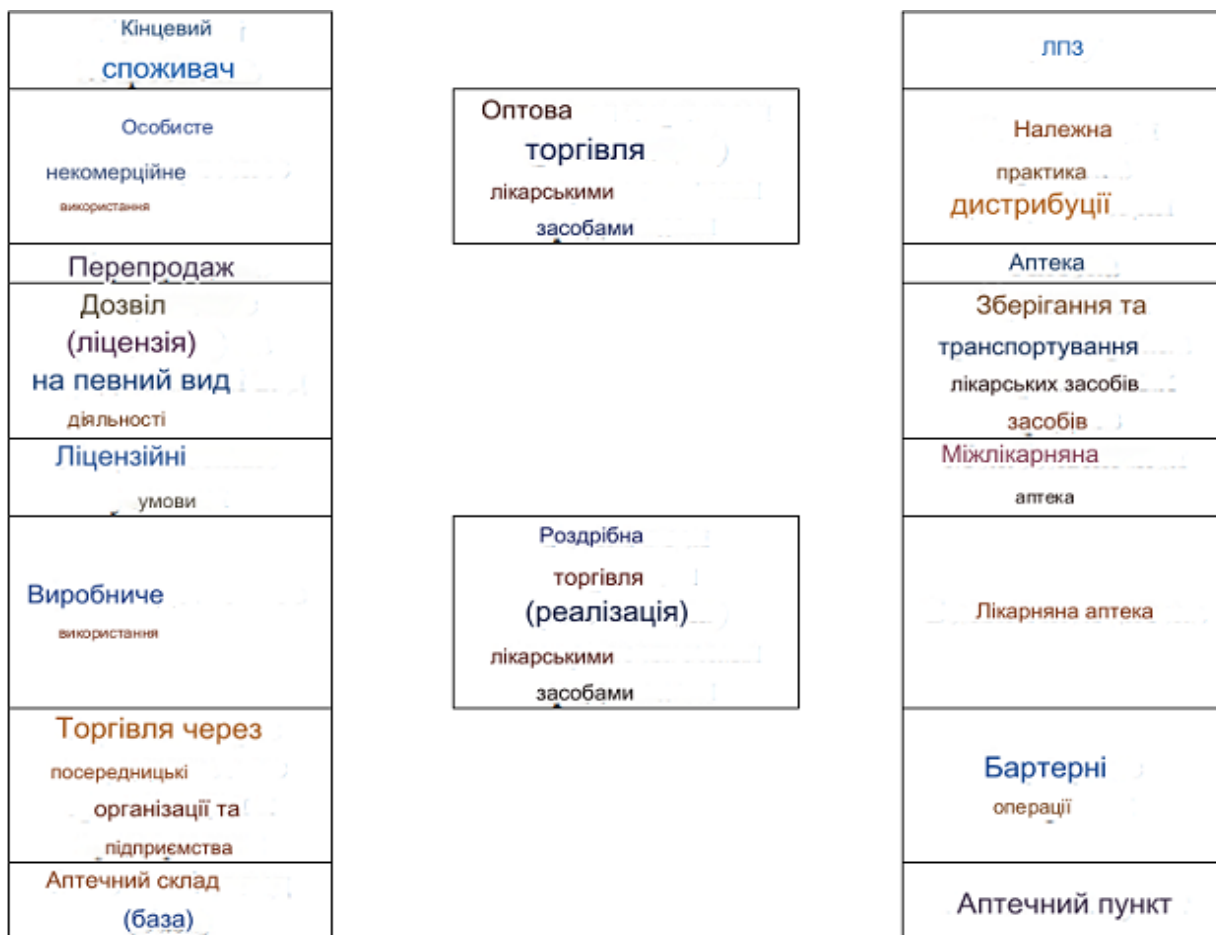 Кінцевий
споживач
Особисте
некомерційне
використання
Перепродаж
Дозвіл
(ліцензія)
на певний вид
діяльності
Ліцензійні
умови
Виробниче
використання
Торгівля через
посередницькі
організації та
підприємства
Аптечний склад
(база)
Оптова
торгівля
лікарськими
засобами
Роздрібна
торгівля
(реалізація)
лікарськими
засобами
ЛПЗ
Належна
практика
дистрибуції
Аптека
Зберігання та
транспортування
лікарських засобів
засобів
Міжлікарняна
аптека
Лікарняна аптека
Бартерні
операції
Аптечний пункт